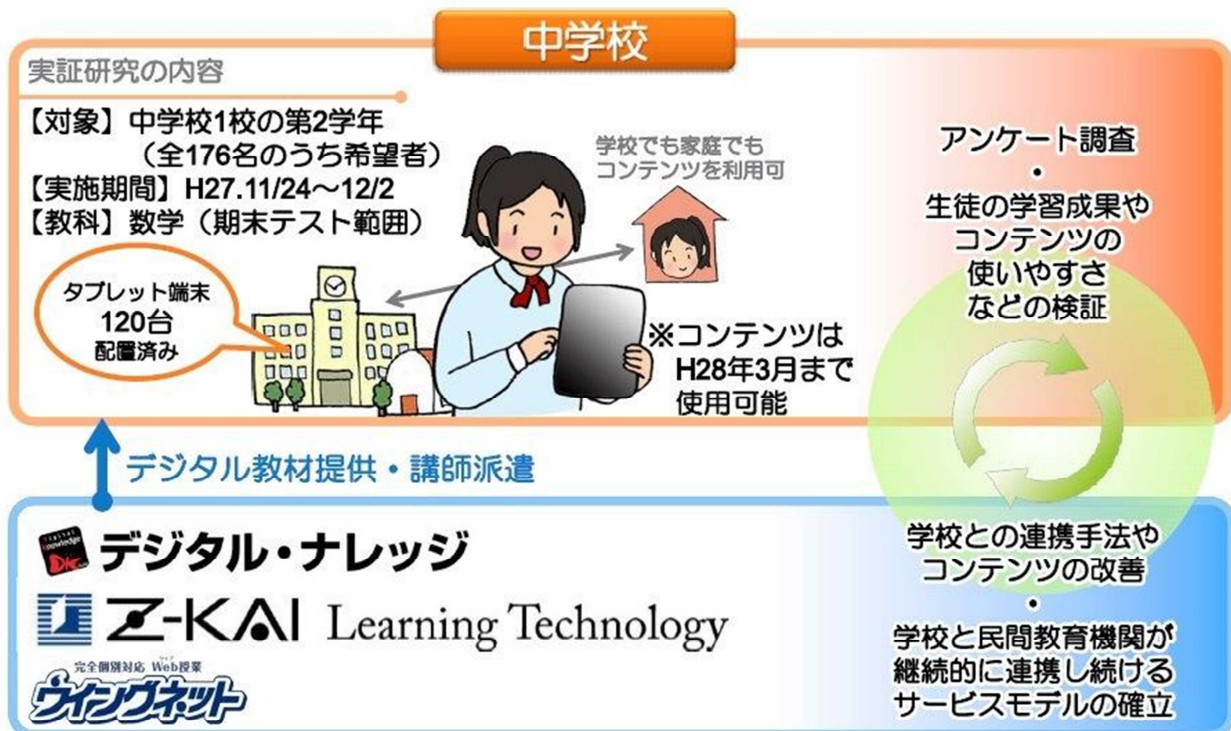 中学校
実証研究の内容
【対象】中学校1校の第2学年
（全176名のうち希望者）
【実施期間】H27.11/24～12/2
【教科】数学（期末テスト範囲）
学校でも家庭でも
コンテンツを利用可
タブレット端末
120台
配置済み
※コンテンツは
H28年3月まで
使用可能
アンケート調査
・
生徒の学習成果や
コンテンツの
使いやすさ
などの検証
デジタル教材提供・講師派遣
デジタル・ナレッジ
Z-KAI Learning Technology
完全個別対応 Web授業
ウイングネット
学校との連携手法や
コンテンツの改善
・
学校と民間教育機関が
継続的に連携し続ける
サービスモデルの確立